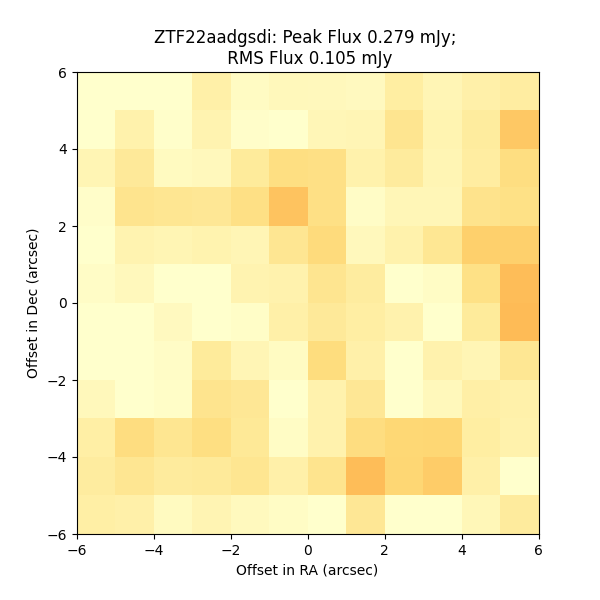 ZTF22aadgsdi: Peak Flux 0.279 mJy;
RMS Flux 0.105 mJy
6
4
2
0
−2
−4
−6
Offset in Dec (arcsec)
−6 −4 −2 0 2 4 6
Offset in RA (arcsec)